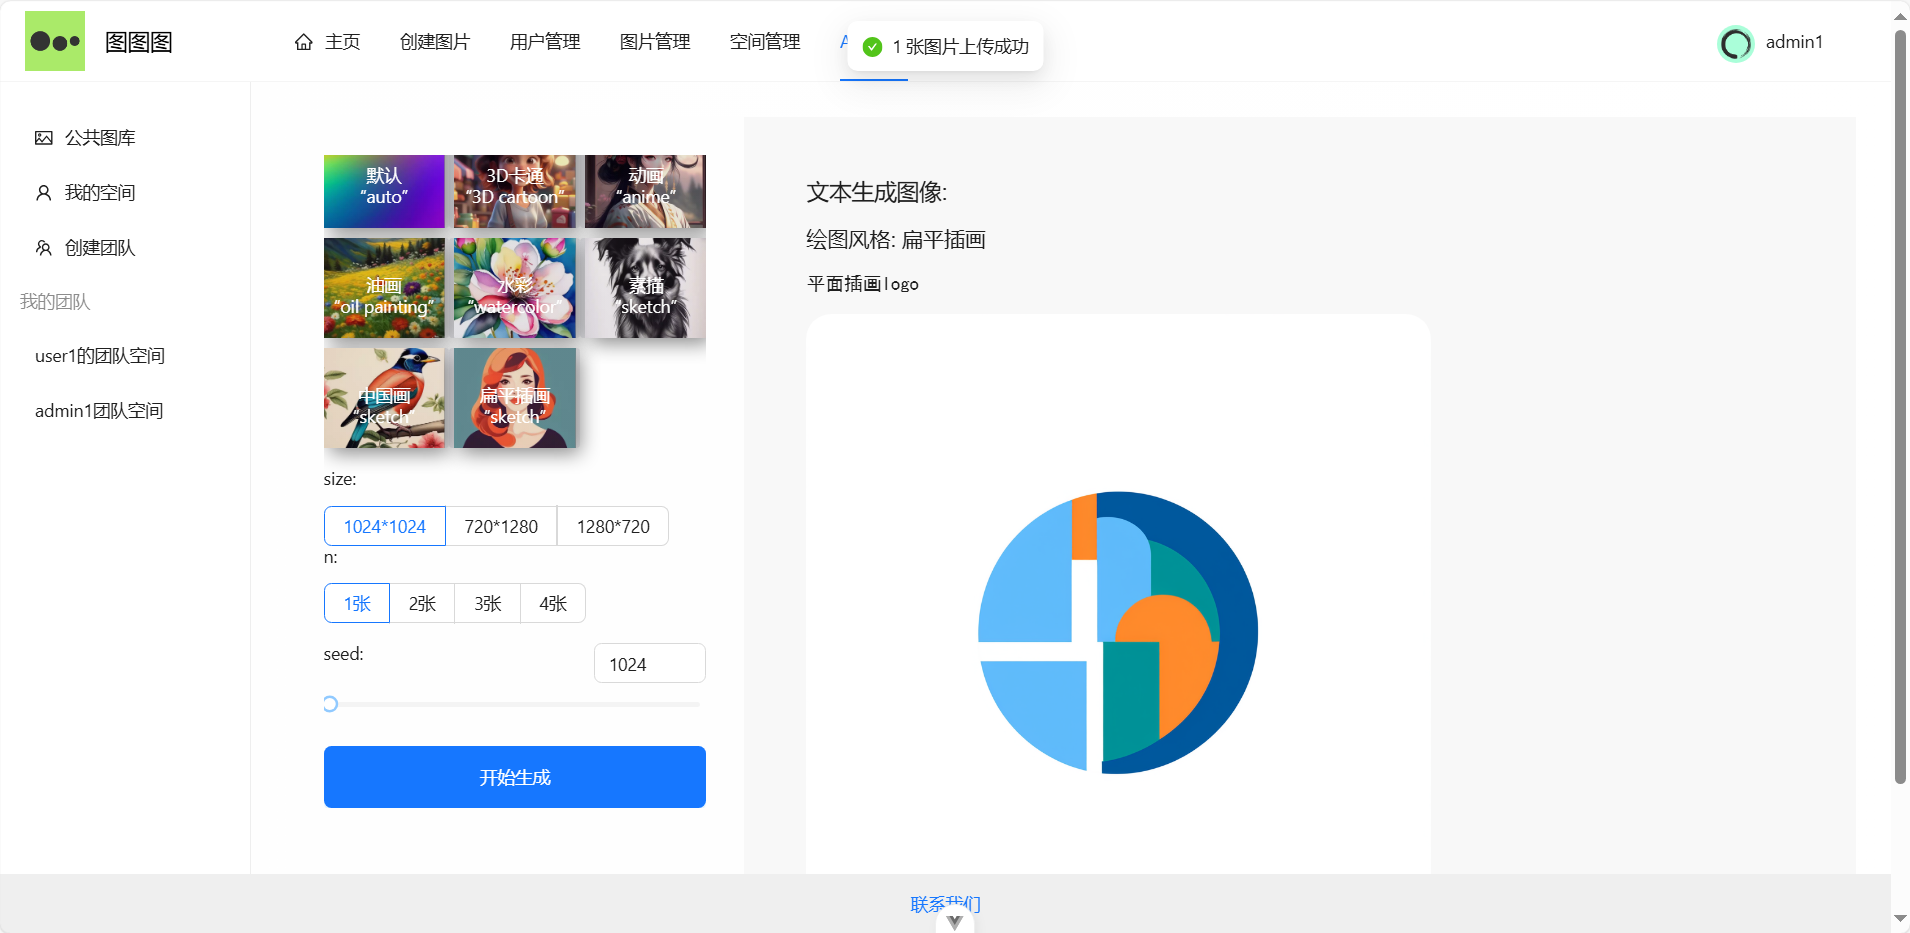 图图图
主页
创建图片
用户管理
图片管理
空间管理
1 张图片上传成功
admin1
公共图库
我的空间
创建团队
我的团队
user1的团队空间
admin1团队空间
默认
“auto”
3D卡通
“3D cartoon”
动画
“anime”
油画
“oil painting”
水彩
“watercolor”
素描
“sketch”
中国画
“sketch”
扁平插画
“sketch”
size:
1024*1024
720*1280
1280*720
n:
1张
2张
3张
4张
seed:
1024
开始生成
文本生成图像:
绘图风格: 扁平插画
平面插画logo
联系我们